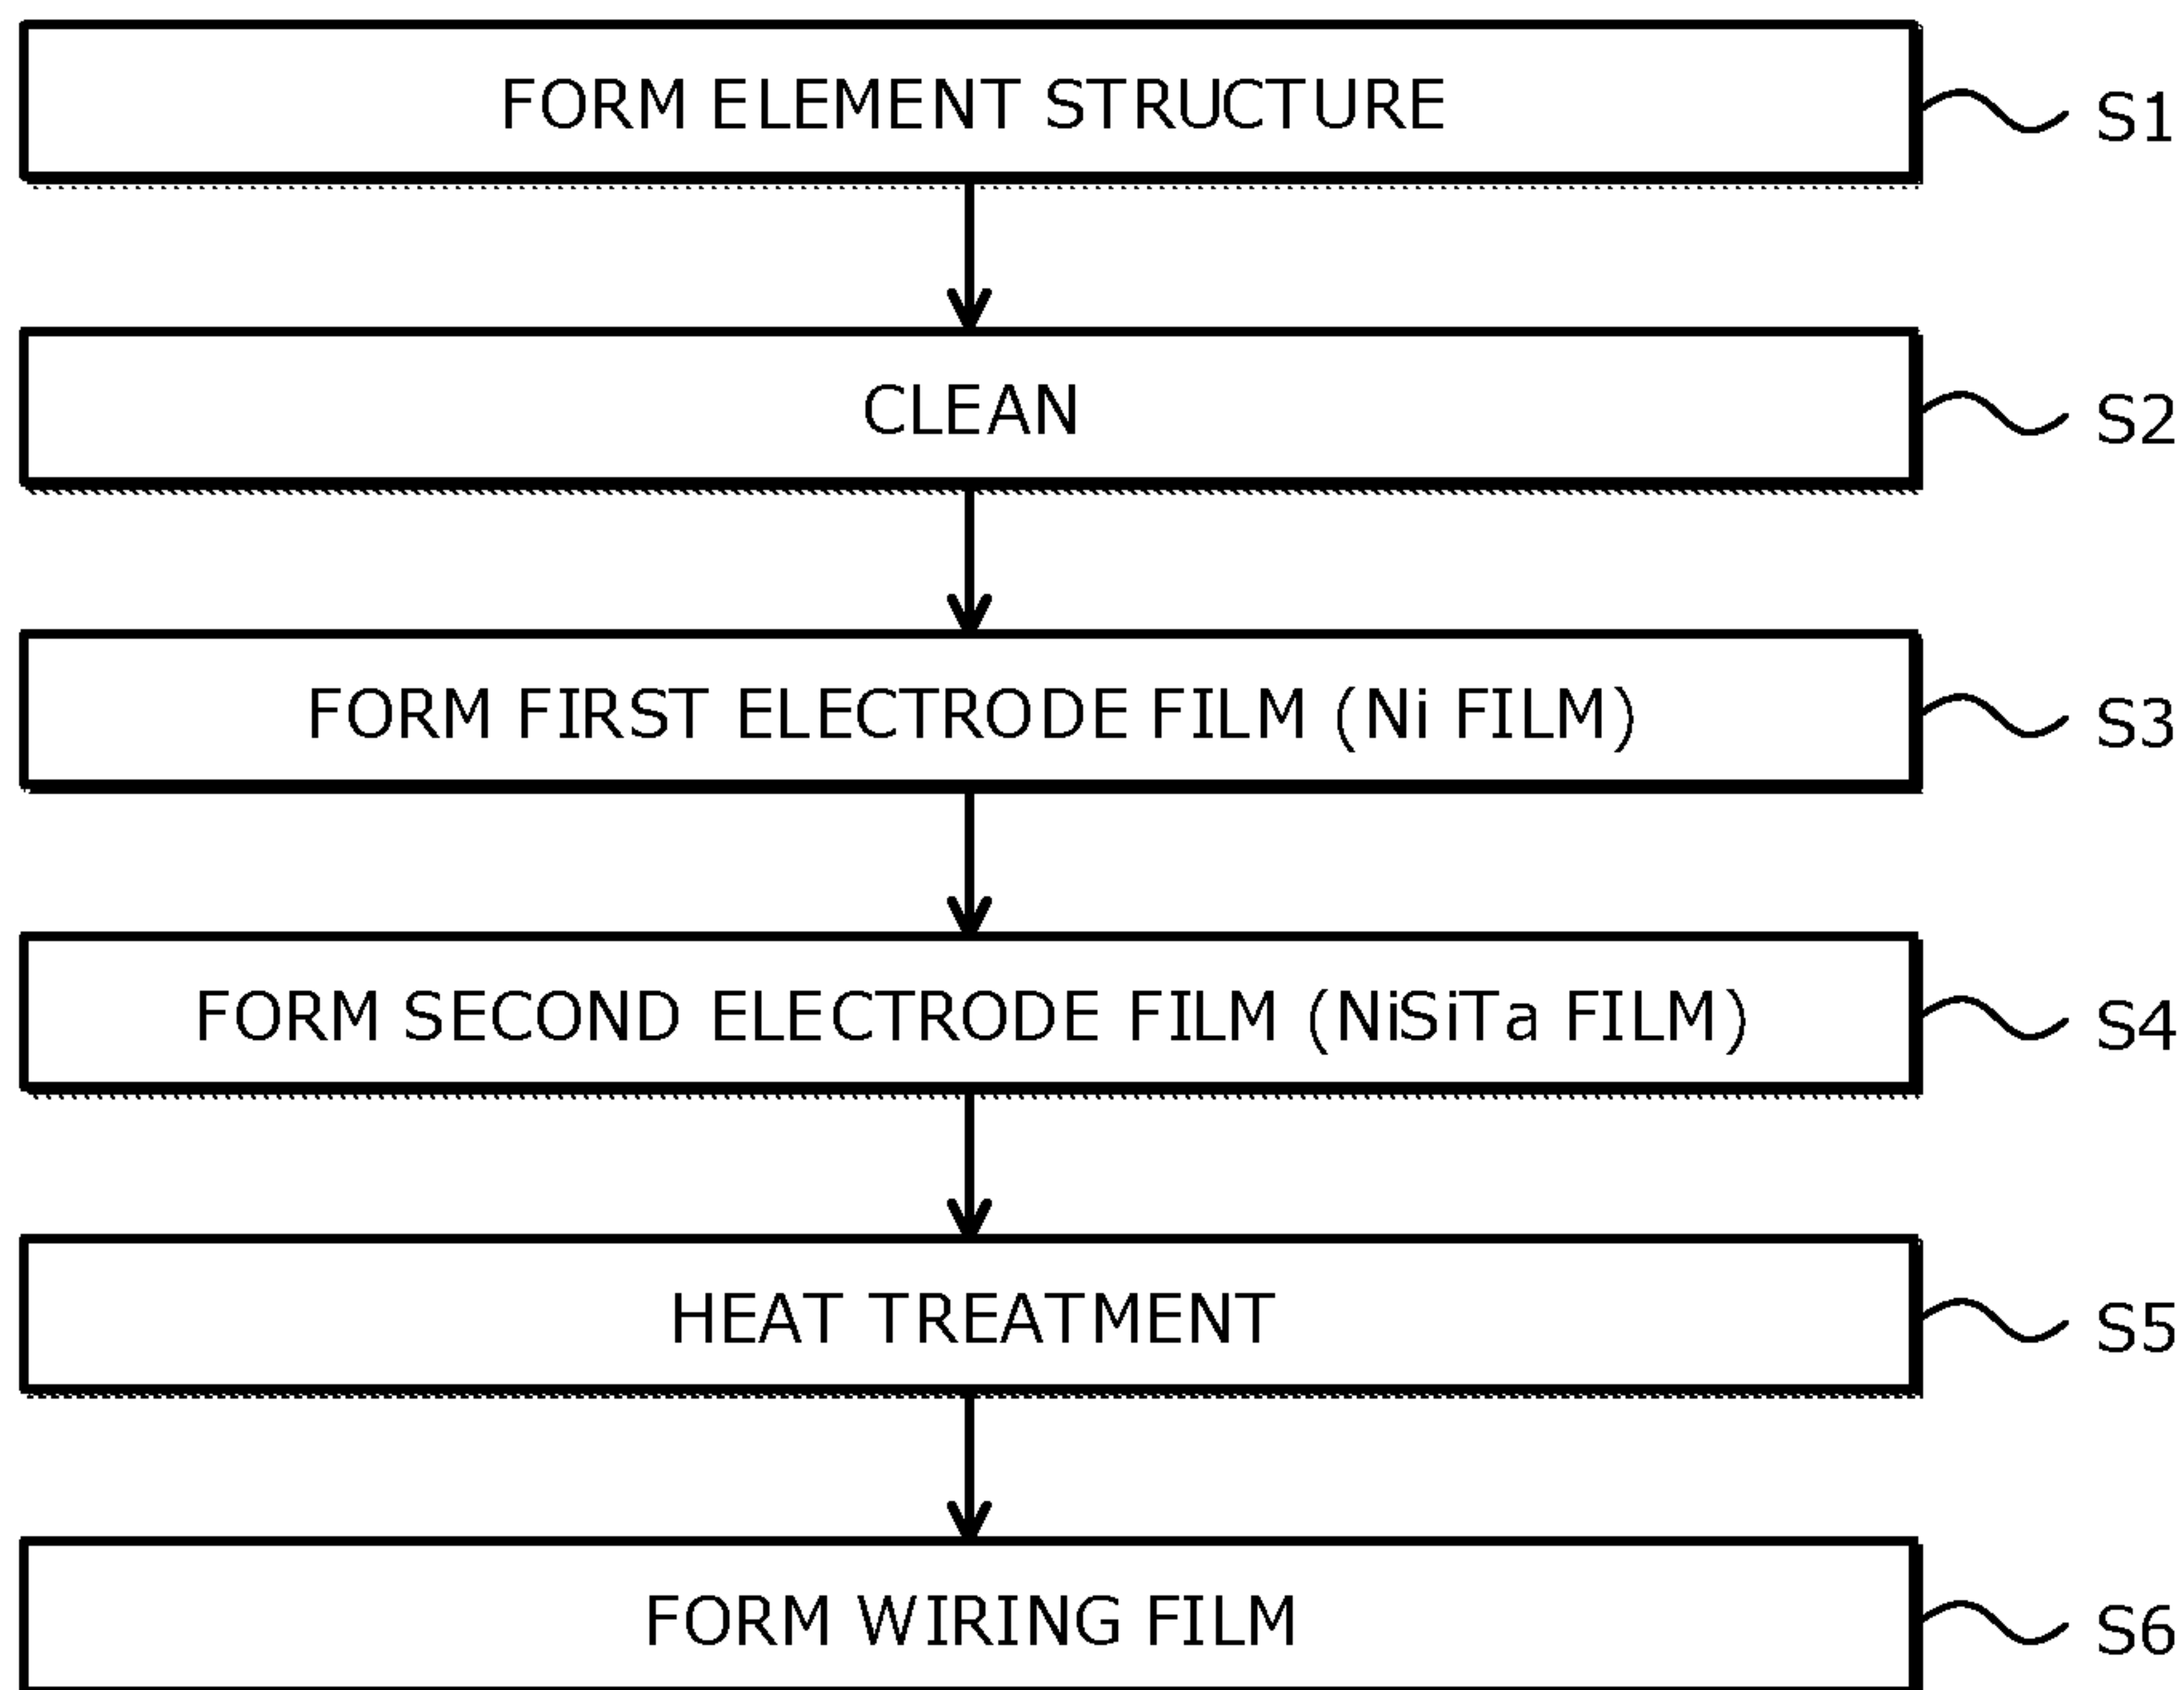 FORM ELEMENT STRUCTURE S1
CLEAN S2
FORM FIRST ELECTRODE FILM (Ni FILM) S3
FORM SECOND ELECTRODE FILM (NiSiTa FILM) S4
HEAT TREATMENT S5
FORM WIRING FILM S6